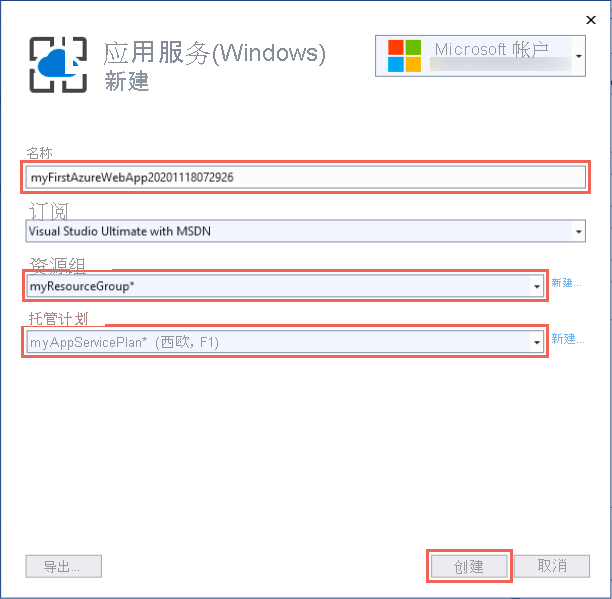 应用服务(Windows)
新建
Microsoft 帐户
名称
myFirstAzureWebApp20201118072926
订阅
Visual Studio Ultimate with MSDN
资源组
myResourceGroup*
新建...
托管计划
myAppServicePlan* (西欧, F1)
新建...
导出...
创建
取消